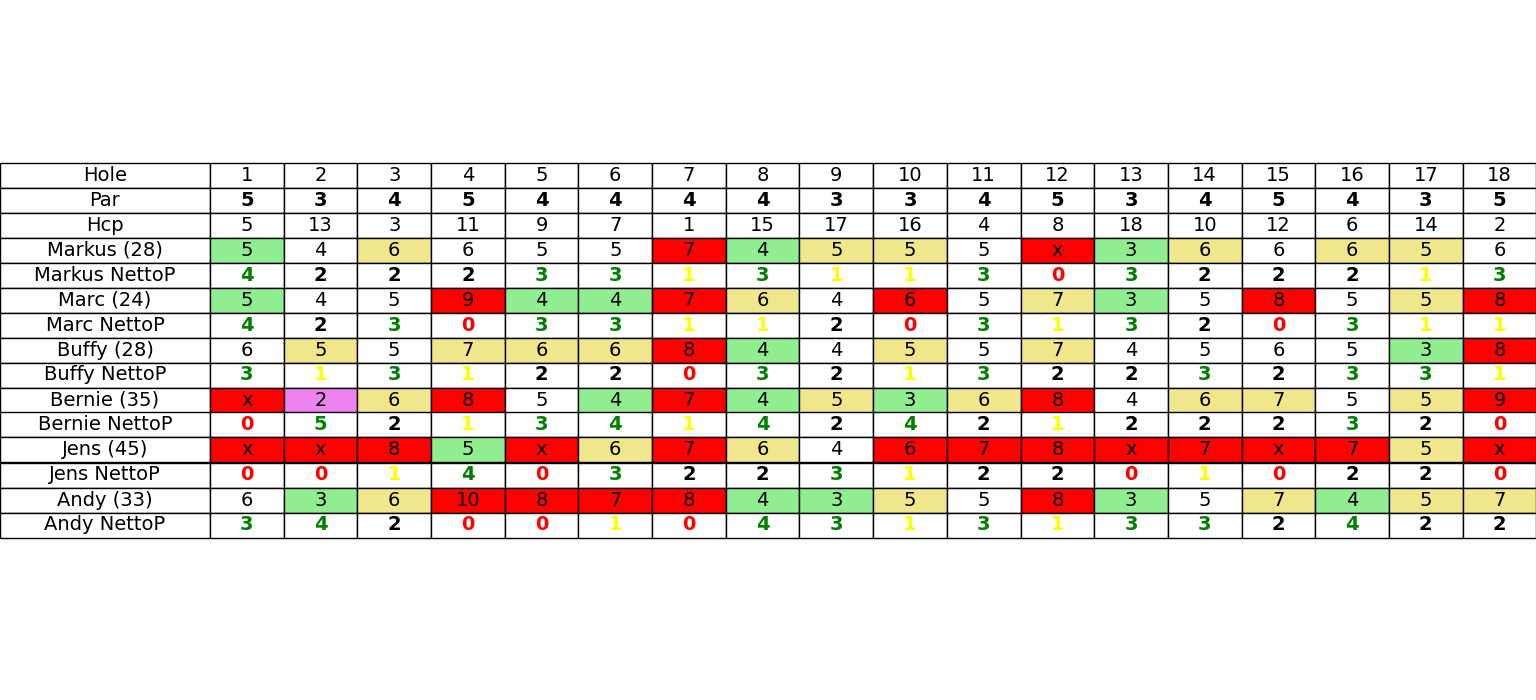 Hole 1 2 3 4 5 6 7 8 9 10 11 12 13 14 15 16 17 18
Par 5 3 4 5 4 4 4 4 3 3 4 5 3 4 5 4 3 5
Hcp 5 13 3 11 9 7 1 15 17 16 4 8 18 10 12 6 14 2
Markus (28) 5 4 6 6 5 5 7 4 5 5 5 x 3 6 6 6 5 6
Markus NettoP 4 2 2 2 3 3 1 3 1 1 3 0 3 2 2 2 1 3
Marc (24) 5 4 5 9 4 4 7 6 4 6 5 7 3 5 8 5 5 8
Marc NettoP 4 2 3 0 3 3 1 1 2 0 3 1 3 2 0 3 1 1
Buffy (28) 6 5 5 7 6 6 8 4 4 5 5 7 4 5 6 5 3 8
Buffy NettoP 3 1 3 1 2 2 0 3 2 1 3 2 2 3 2 3 3 1
Bernie (35) x 2 6 8 5 4 7 4 5 3 6 8 4 6 7 5 5 9
Bernie NettoP 0 5 2 1 3 4 1 4 2 4 2 1 2 2 2 3 2 0
Jens (45) x x 8 5 x 6 7 6 4 6 7 8 x 7 x 7 5 x
Jens NettoP 0 0 1 4 0 3 2 2 3 1 2 2 0 1 0 2 2 0
Andy (33) 6 3 6 10 8 7 8 4 3 5 5 8 3 5 7 4 5 7
Andy NettoP 3 4 2 0 0 1 0 4 3 1 3 1 3 3 2 4 2 2